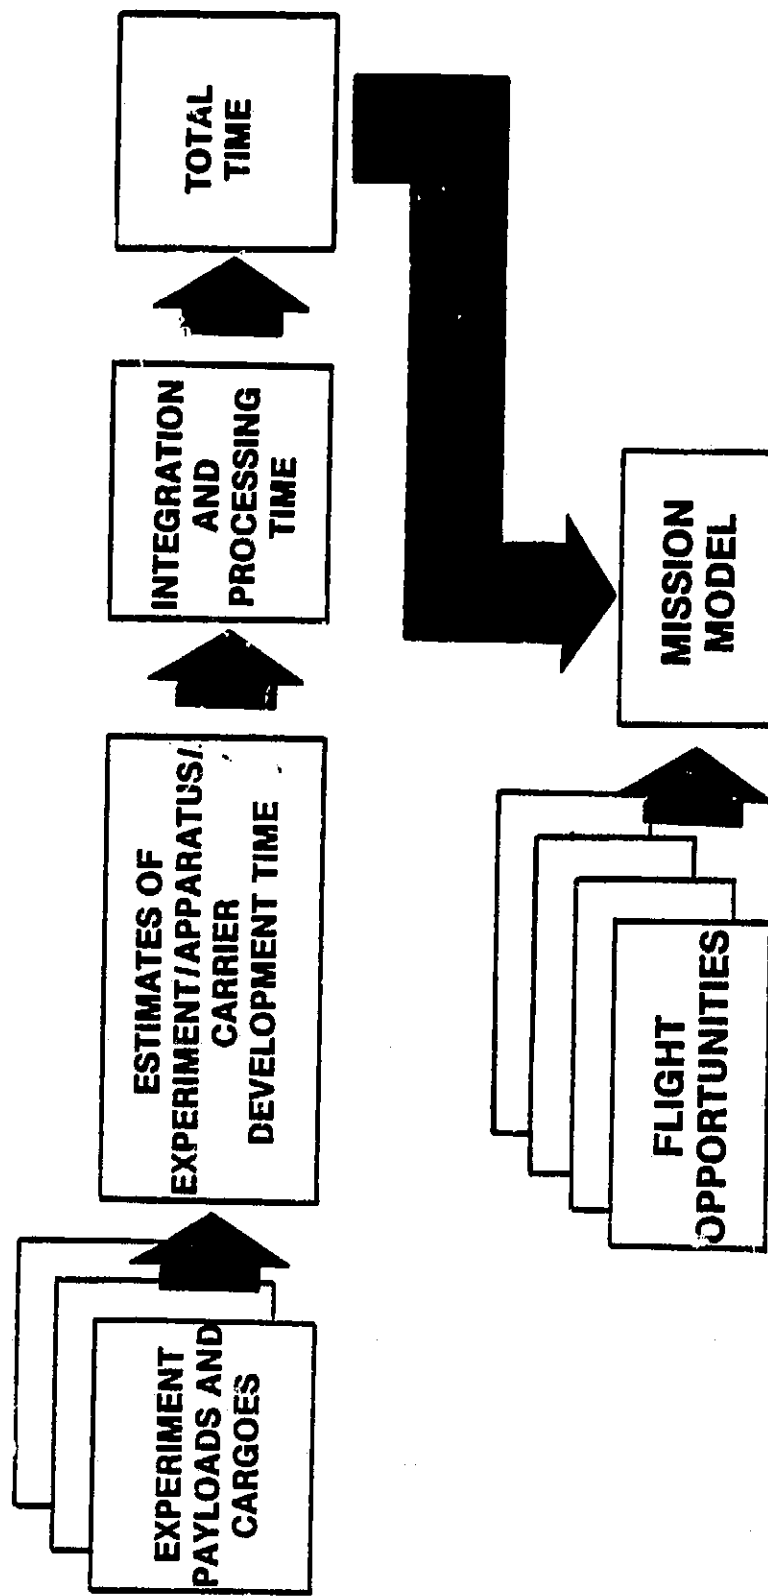 EXPERIMENT
PAYLOADS AND
CARGOES
ESTIMATES OF
EXPERIMENT/APPARATUS/
CARRIER
DEVELOPMENT TIME
INTEGRATION
AND
PROCESSING
TIME
TOTAL
TIME
FLIGHT
OPPORTUNITIES
MISSION
MODEL